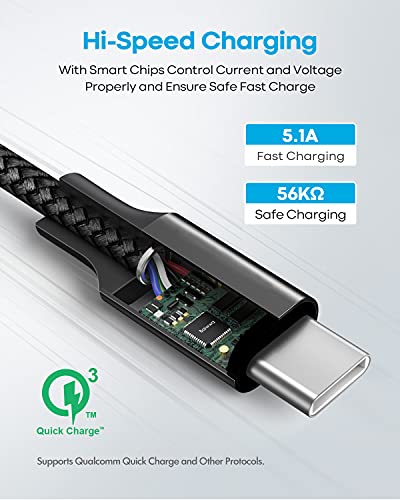 Hi-Speed Charging
With Smart Chips Control Current and Voltage
Properly and Ensure Safe Fast Charge
5.1A
Fast Charging
56KΩ
Safe Charging
3
TM
Quick Charge™
Supports Qualcomm Quick Charge and Other Protocols.